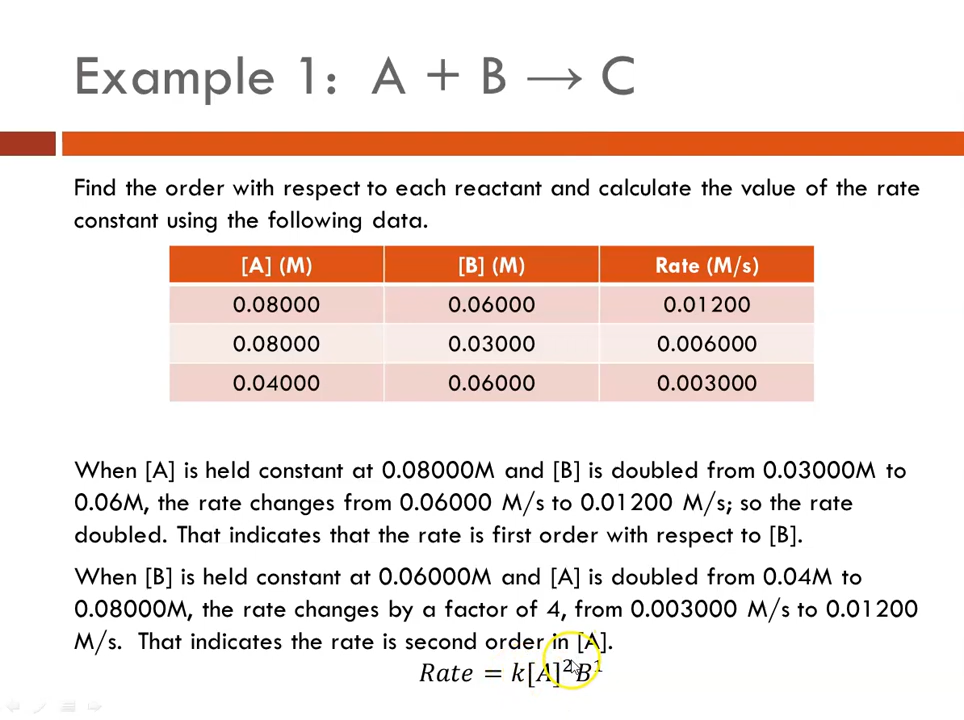 Example 1: A + B → C
Find the order with respect to each reactant and calculate the value of the rate
constant using the following data.
[A] (M) [B] (M) Rate (M/s)
0.08000 0.06000 0.01200
0.08000 0.03000 0.006000
0.04000 0.06000 0.003000
When [A] is held constant at 0.08000M and [B] is doubled from 0.03000M to
0.06M, the rate changes from 0.06000 M/s to 0.01200 M/s; so the rate
doubled. That indicates that the rate is first order with respect to [B].
When [B] is held constant at 0.06000M and [A] is doubled from 0.04M to
0.08000M, the rate changes by a factor of 4, from 0.003000 M/s to 0.01200
M/s. That indicates the rate is second order in [A].
Rate = k[A]²B¹